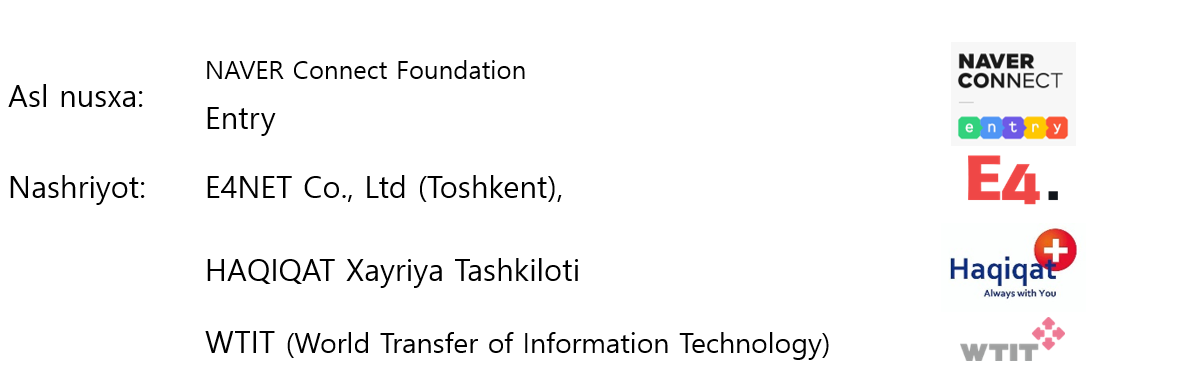 Asl nusxa:
NAVER Connect Foundation
Entry
NAVER
CONNECT
entry
Nashriyot:
E4NET Co., Ltd (Toshkent),
E4.
HAQIQAT Xayriya Tashkiloti
Haqiqat
Always with You
WTIT (World Transfer of Information Technology)
WTIT